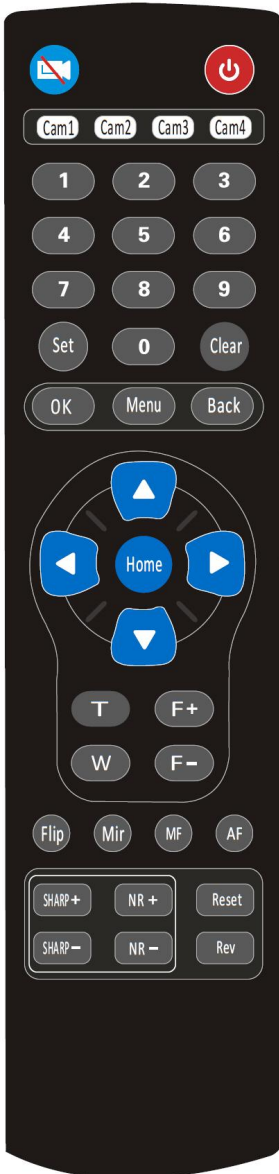 Cam1 Cam2 Cam3 Cam4
1 2 3
4 5 6
7 8 9
Set 0 Clear
OK Menu Back
Home
T F+
W F-
Flip Mir MF AF
SHARP+ NR+ Reset
SHARP- NR- Rev